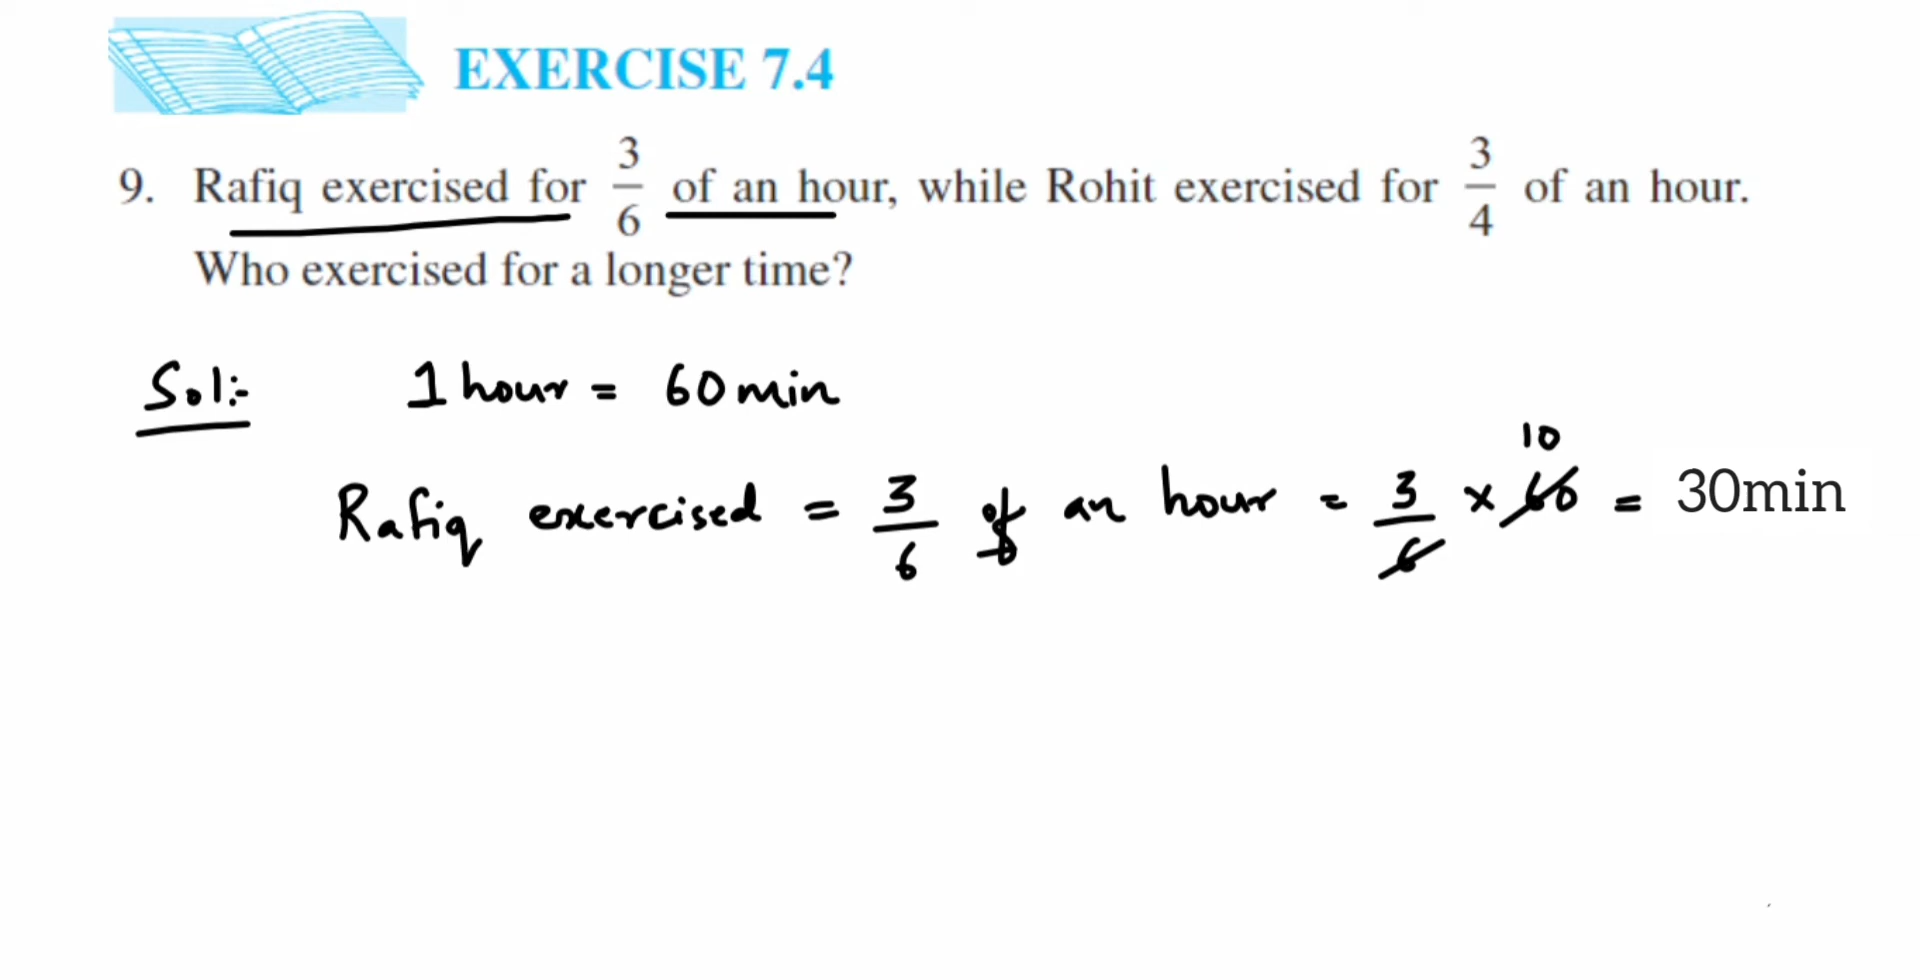 EXERCISE 7.4
9. Rafiq exercised for 3/6 of an hour, while Rohit exercised for 3/4 of an hour.
Who exercised for a longer time?
Sol:- 1 hour = 60 min
Rafiq exercised = 3/6 of an hour = 3/6 × 60 10 = 30min